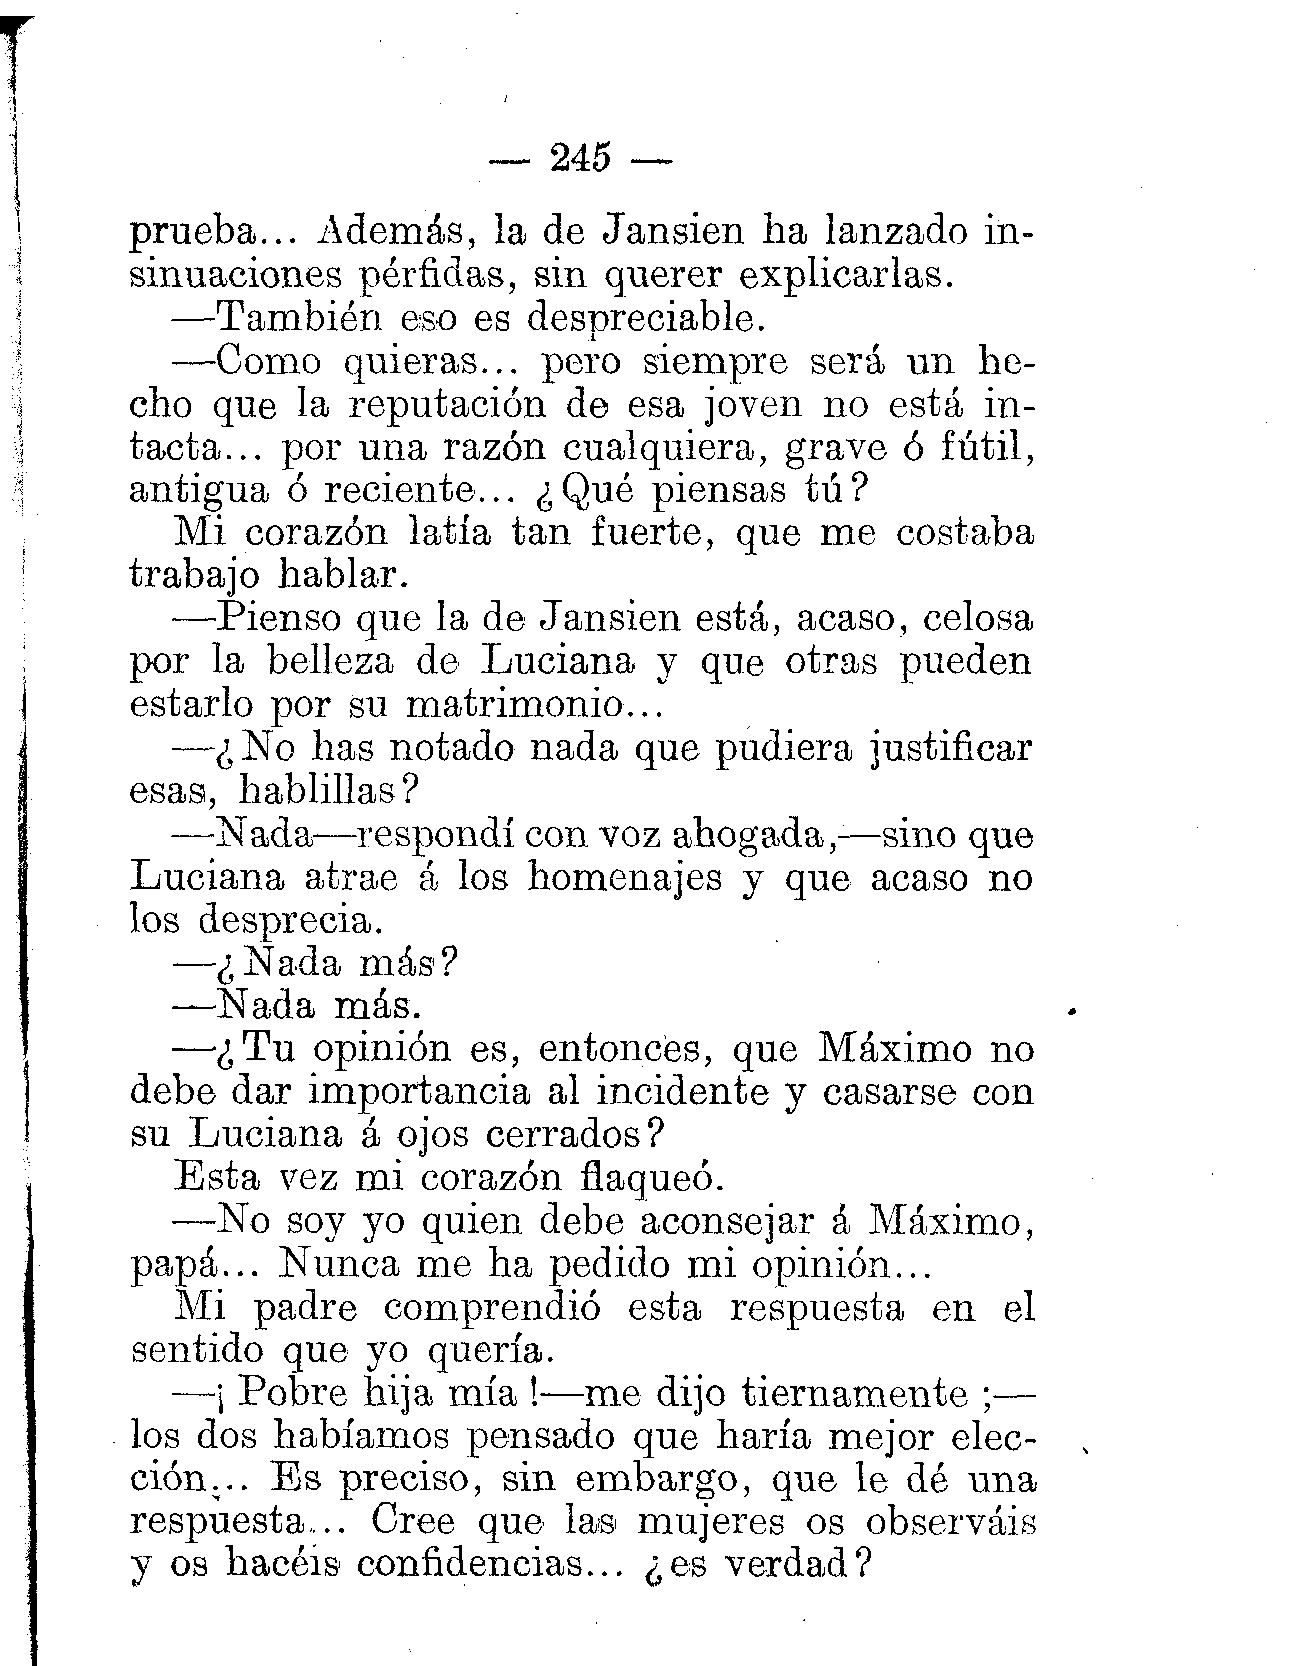 — 245 —
prueba... Además, la de Jansien ha lanzado in-
sinuaciones pérfidas, sin querer explicarlas.
—También eso es despreciable.
—Como quieras... pero siempre será un he-
cho que la reputación de esa joven no está in-
tacta... por una razón cualquiera, grave ó fútil,
antigua ó reciente... ¿Qué piensas tú?
Mi corazón latía tan fuerte, que me costaba
trabajo hablar.
—Pienso que la de Jansien está, acaso, celosa
por la belleza de Luciana y que otras pueden
estarlo por su matrimonio...
—¿No has notado nada que pudiera justificar
esas, hablillas?
—Nada—respondí con voz ahogada,—sino que
Luciana atrae á los homenajes y que acaso no
los desprecia.
—¿Nada más?
—Nada más.
—¿Tu opinión es, entonces, que Máximo no
debe dar importancia al incidente y casarse con
su Luciana á ojos cerrados?
Esta vez mi corazón flaqueó.
—No soy yo quien debe aconsejar á Máximo,
papá... Nunca me ha pedido mi opinión...
Mi padre comprendió esta respuesta en el
sentido que yo quería.
—¡Pobre hija mía!—me dijo tiernamente;—
los dos habíamos pensado que haría mejor elec-
ción... Es preciso, sin embargo, que le dé una
respuesta... Cree que las mujeres os observáis
y os hacéis confidencias... ¿es verdad?